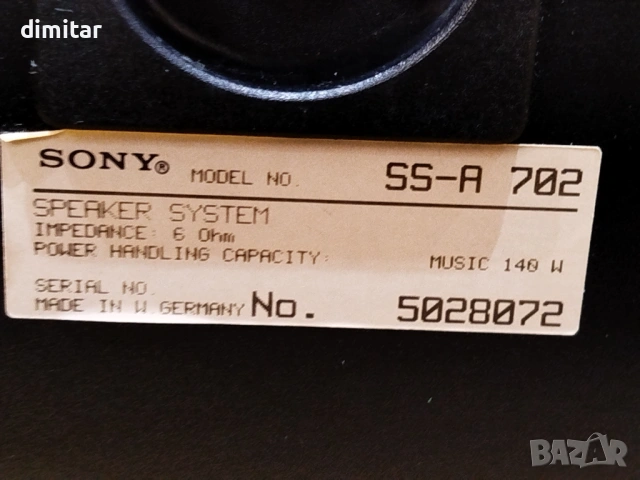 dimitar
SONY® MODEL NO. SS-A 702
SPEAKER SYSTEM
IMPEDANCE: 6 Ohm
POWER HANDLING CAPACITY: MUSIC 140 W
SERIAL NO.
MADE IN W.GERMANY No. 5028072
BAZAR